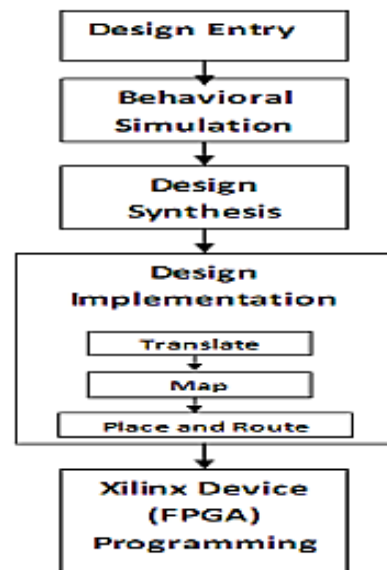 Design Entry
Behavioral
Simulation
Design
Synthesis
Design
Implementation
Translate
Map
Place and Route
Xilinx Device
(FPGA)
Programming